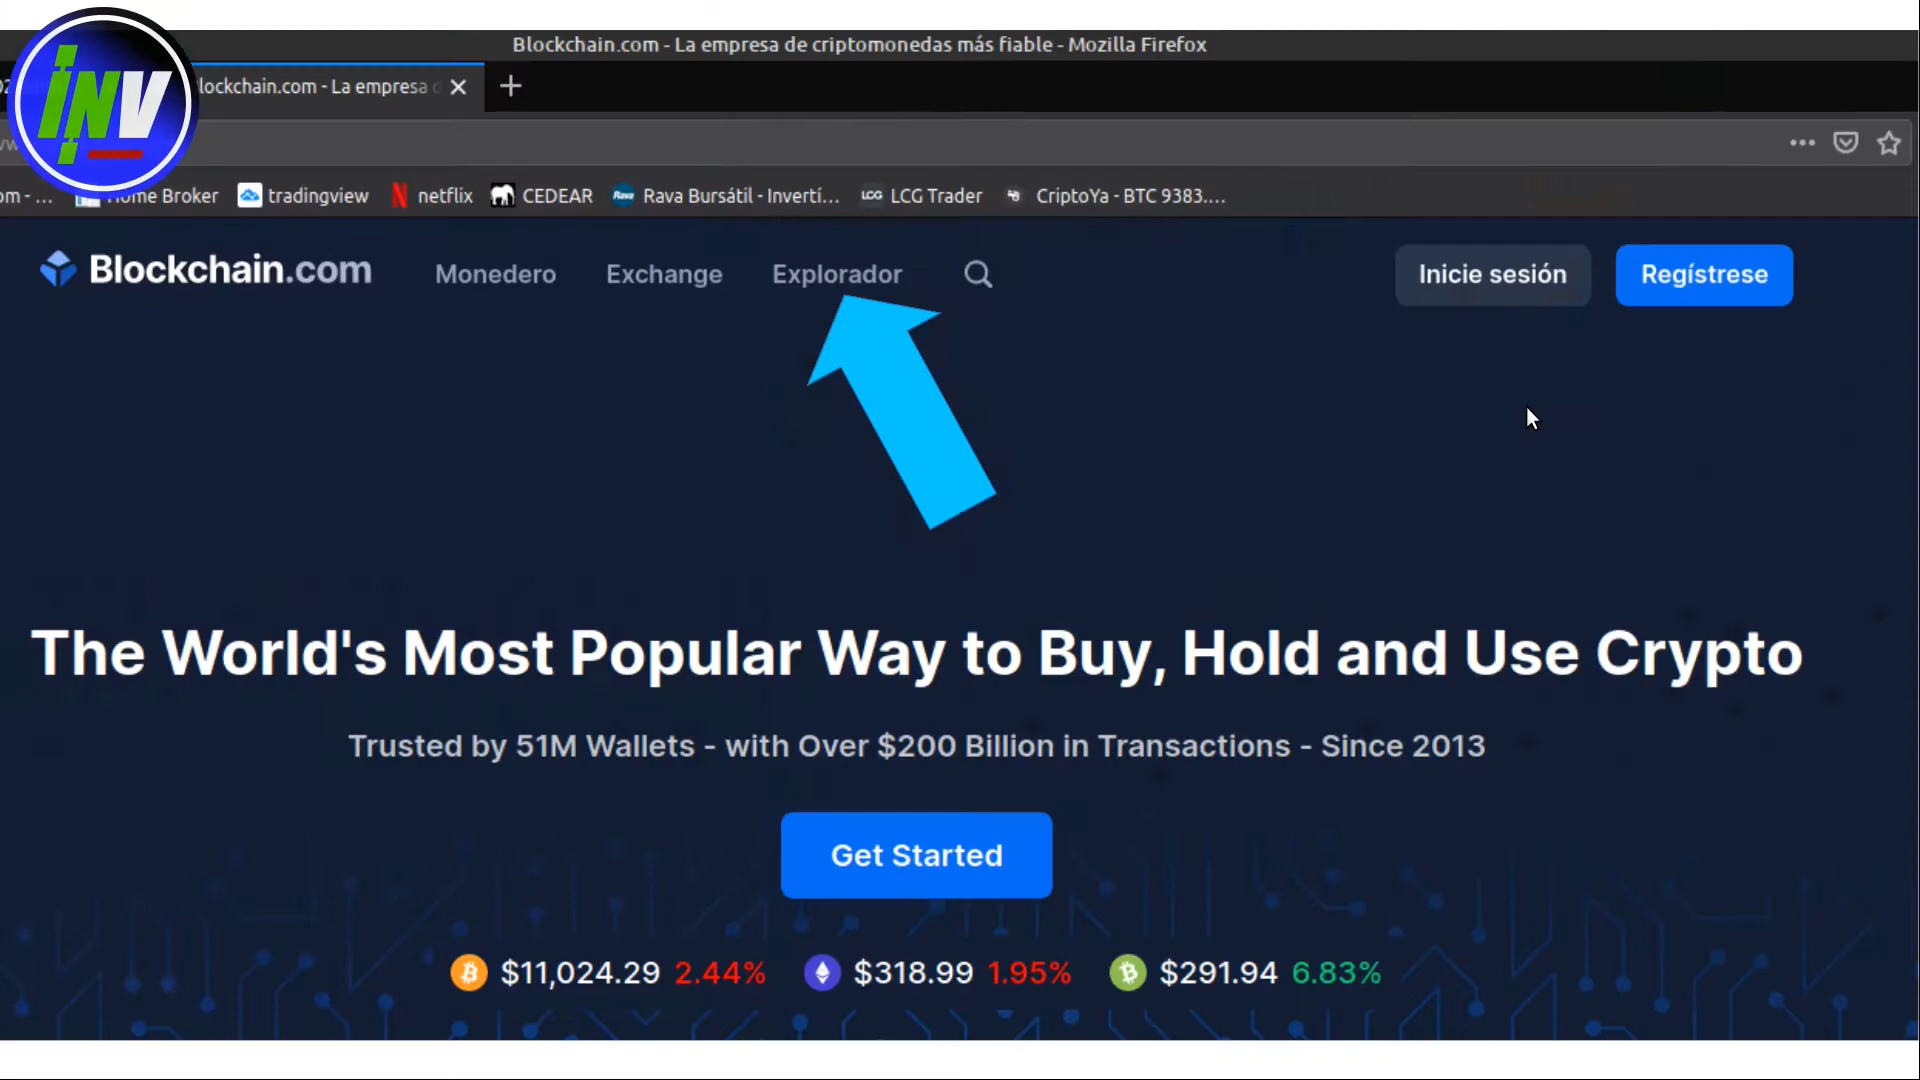 Blockchain.com - La empresa de criptomonedas más fiable - Mozilla Firefox
INV
lockchain.com - La empresa d
om - ...
Home Broker
tradingview
netflix
CEDEAR
Rava Bursátil - Invertí...
LCG LCG Trader
CriptoYa - BTC 9383....
Blockchain.com
Monedero
Exchange
Explorador
Inicie sesión
Regístrese
The World's Most Popular Way to Buy, Hold and Use Crypto
Trusted by 51M Wallets - with Over $200 Billion in Transactions - Since 2013
Get Started
$11,024.29 2.44% $318.99 1.95% $291.94 6.83%